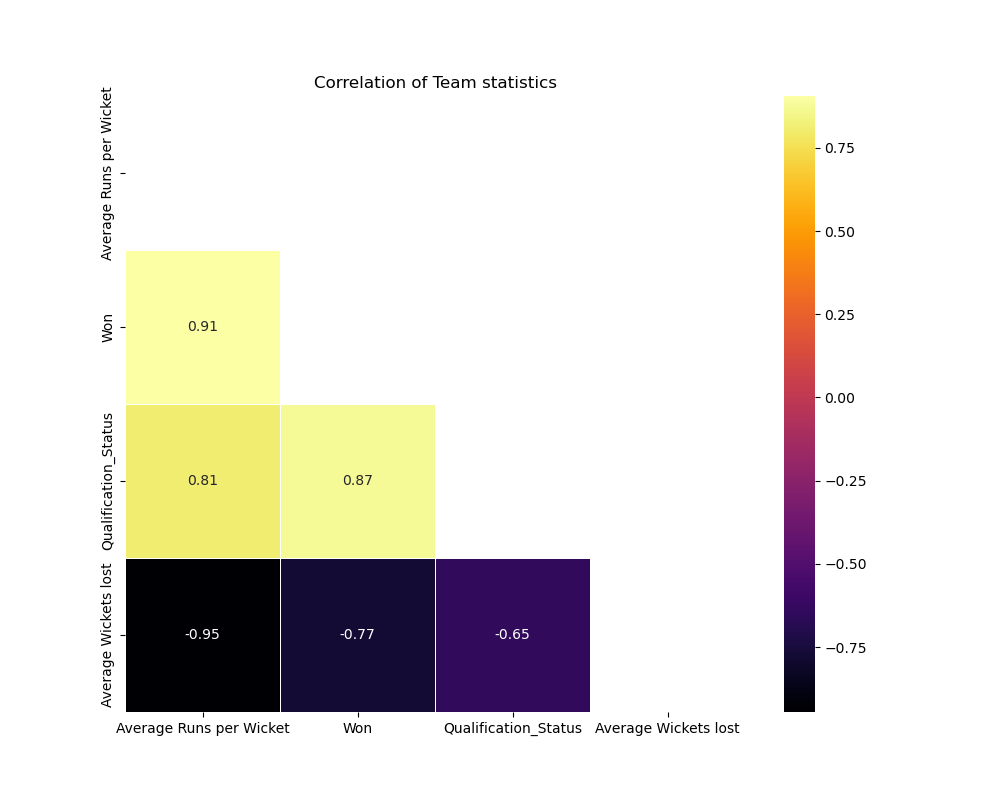 Correlation of Team statistics
Average Runs per Wicket
Won
Qualification_Status
Average Wickets lost
0.91
0.81 0.87
-0.95 -0.77 -0.65
Average Runs per Wicket Won Qualification_Status Average Wickets lost
0.75
0.50
0.25
0.00
−0.25
−0.50
−0.75